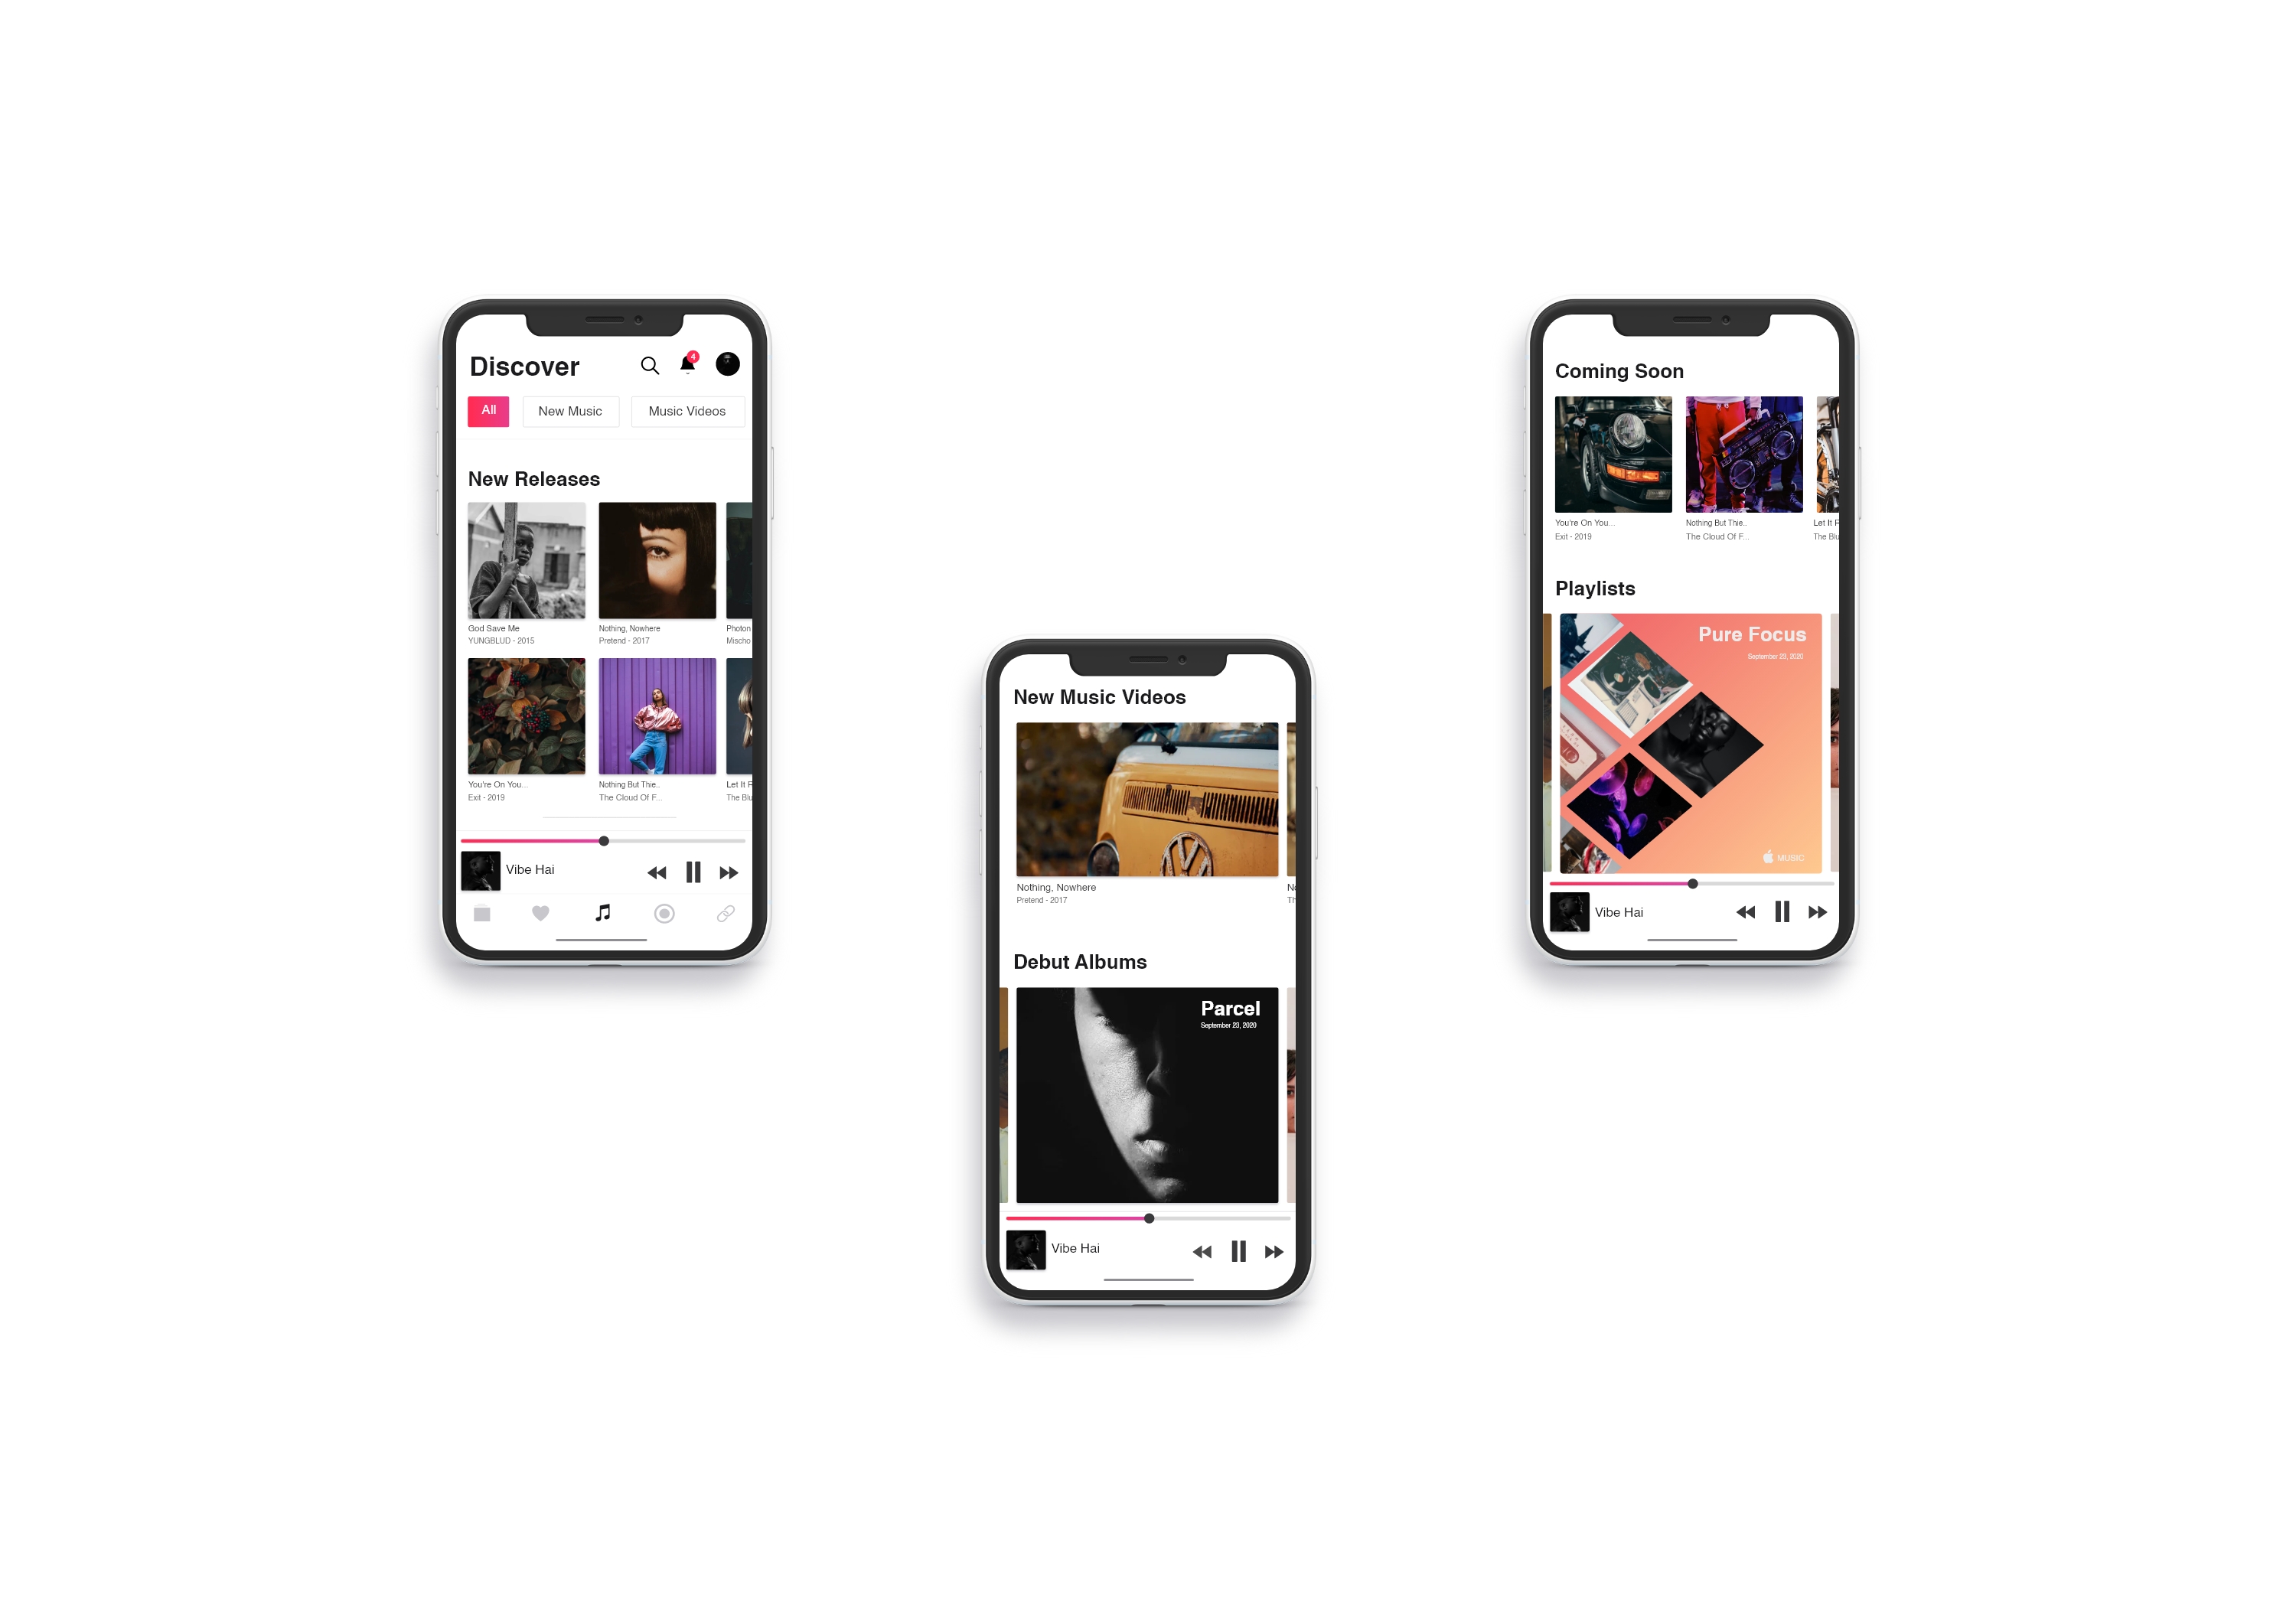 Discover
4
All
New Music
Music Videos
New Releases
God Save Me
YUNGBLUD - 2015
Nothing, Nowhere
Pretend - 2017
Photon
Mischo
You're On You...
Exit - 2019
Nothing But Thie..
The Cloud Of F...
Let It F
The Blu
Vibe Hai
New Music Videos
Nothing, Nowhere
Pretend - 2017
No
Th
Debut Albums
Parcel
September 23, 2020
Vibe Hai
Coming Soon
You're On You...
Exit - 2019
Nothing But Thie..
The Cloud Of F...
Let It F
The Blu
Playlists
Pure Focus
September 23, 2020
MUSIC
Vibe Hai